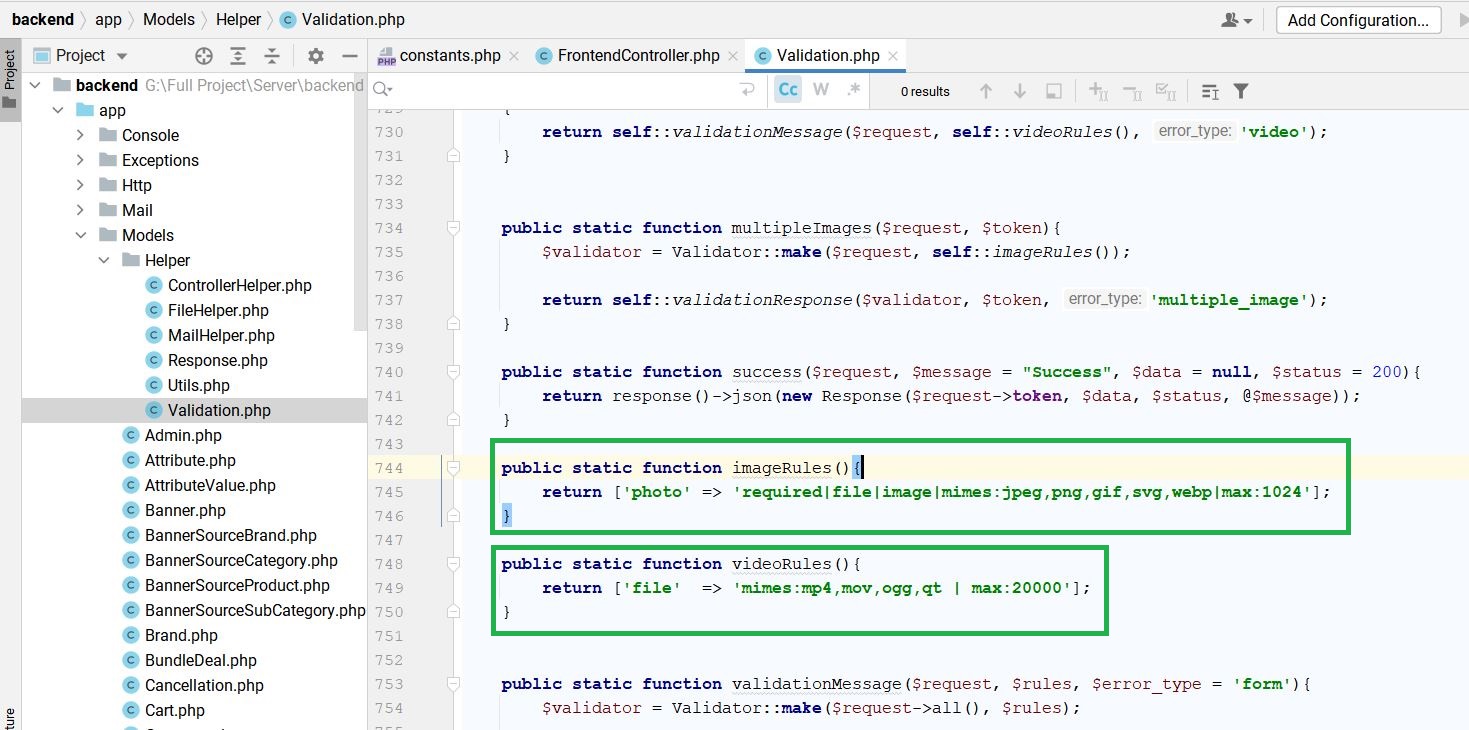 backend app Models Helper Validation.php Add Configuration...
Project
Project
constants.php FrontendController.php Validation.php
Cc W .* 0 results
backend G:\Full Project\Server\backend
app
Console
Exceptions
Http
Mail
Models
Helper
ControllerHelper.php
FileHelper.php
MailHelper.php
Response.php
Utils.php
Validation.php
Admin.php
Attribute.php
AttributeValue.php
Banner.php
BannerSourceBrand.php
BannerSourceCategory.php
BannerSourceProduct.php
BannerSourceSubCategory.php
Brand.php
BundleDeal.php
Cancellation.php
Cart.php
{
730 return self::validationMessage($request, self::videoRules(), error_type: 'video');
731 }
732
733
734 public static function multipleImages($request, $token){
735 $validator = Validator::make($request, self::imageRules());
736
737 return self::validationResponse($validator, $token, error_type: 'multiple_image');
738 }
739
740 public static function success($request, $message = "Success", $data = null, $status = 200){
741 return response()->json(new Response($request->token, $data, $status, @$message));
742 }
743
744 public static function imageRules(){
745 return ['photo' => 'required|file|image|mimes:jpeg,png,gif,svg,webp|max:1024'];
746 }
747
748 public static function videoRules(){
749 return ['file' => 'mimes:mp4,mov,ogg,qt | max:20000'];
750 }
751
752
753 public static function validationMessage($request, $rules, $error_type = 'form'){
754 $validator = Validator::make($request->all(), $rules);